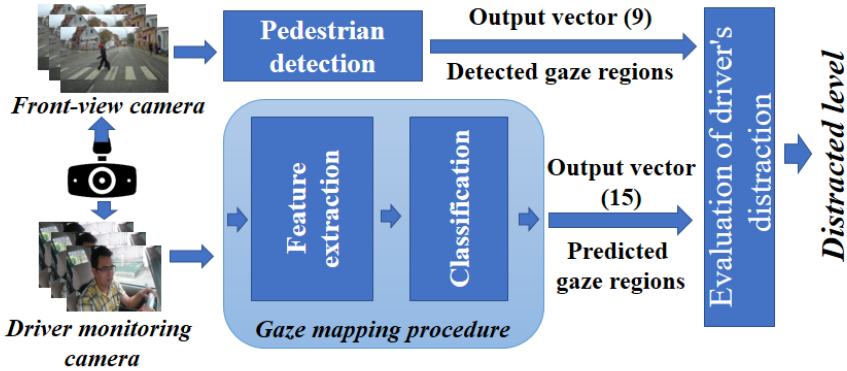 Front-view camera
Pedestrian
detection
Output vector (9)
Detected gaze regions
Driver monitoring
camera
Feature
extraction
Classification
Gaze mapping procedure
Output vector
(15)
Predicted
gaze regions
Evaluation of driver's
distraction
Distracted level